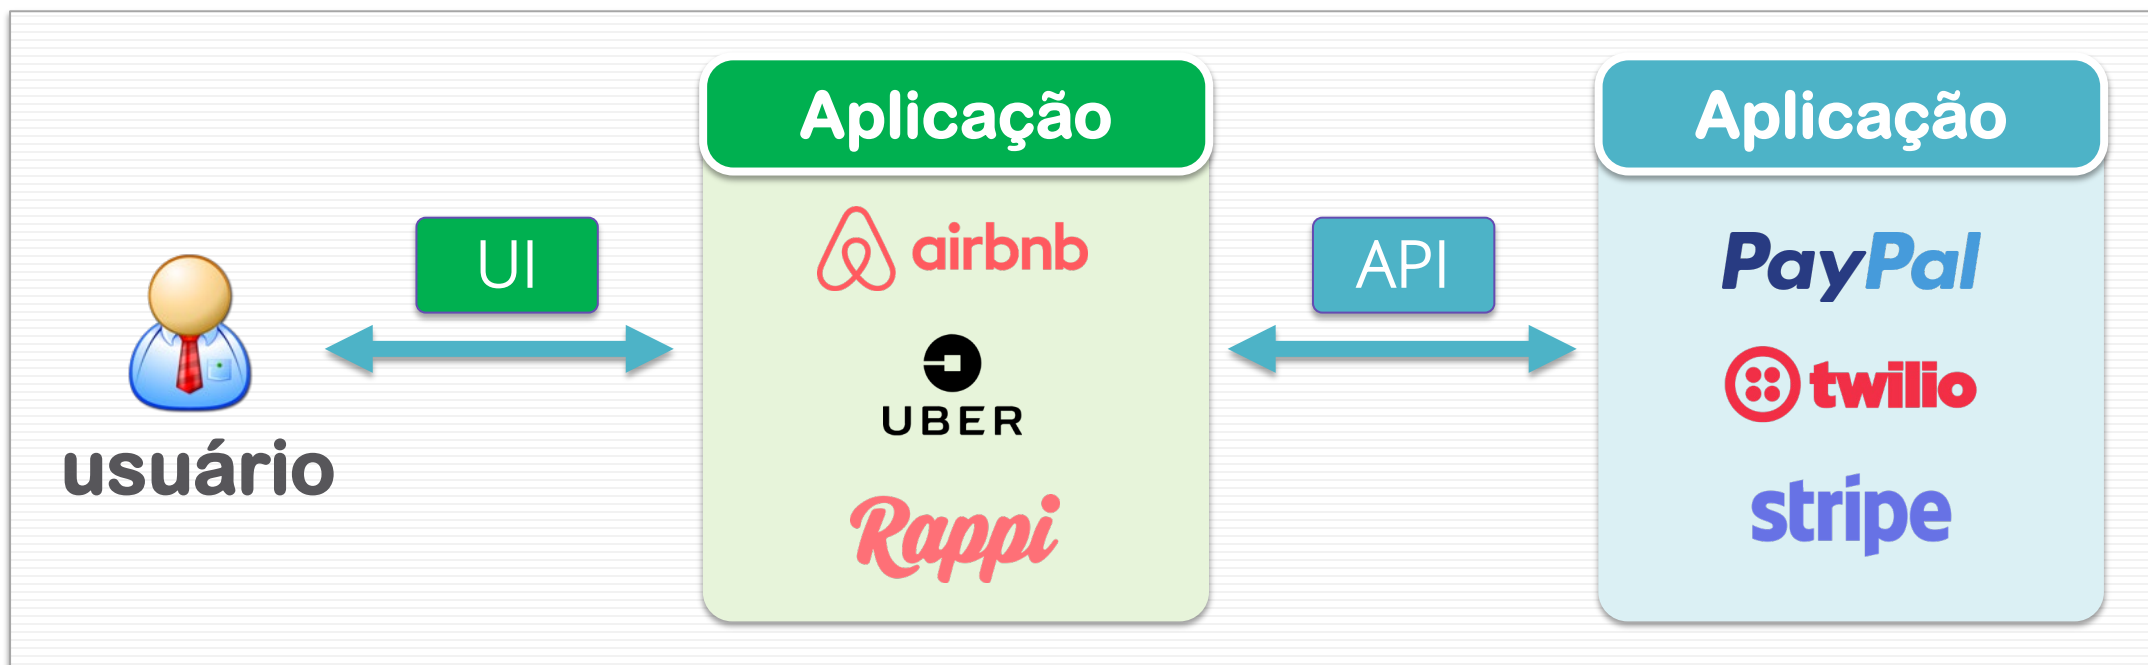 Aplicação
Aplicação
UI
API
airbnb
PayPal
UBER
twilio
usuário
Rappi
stripe